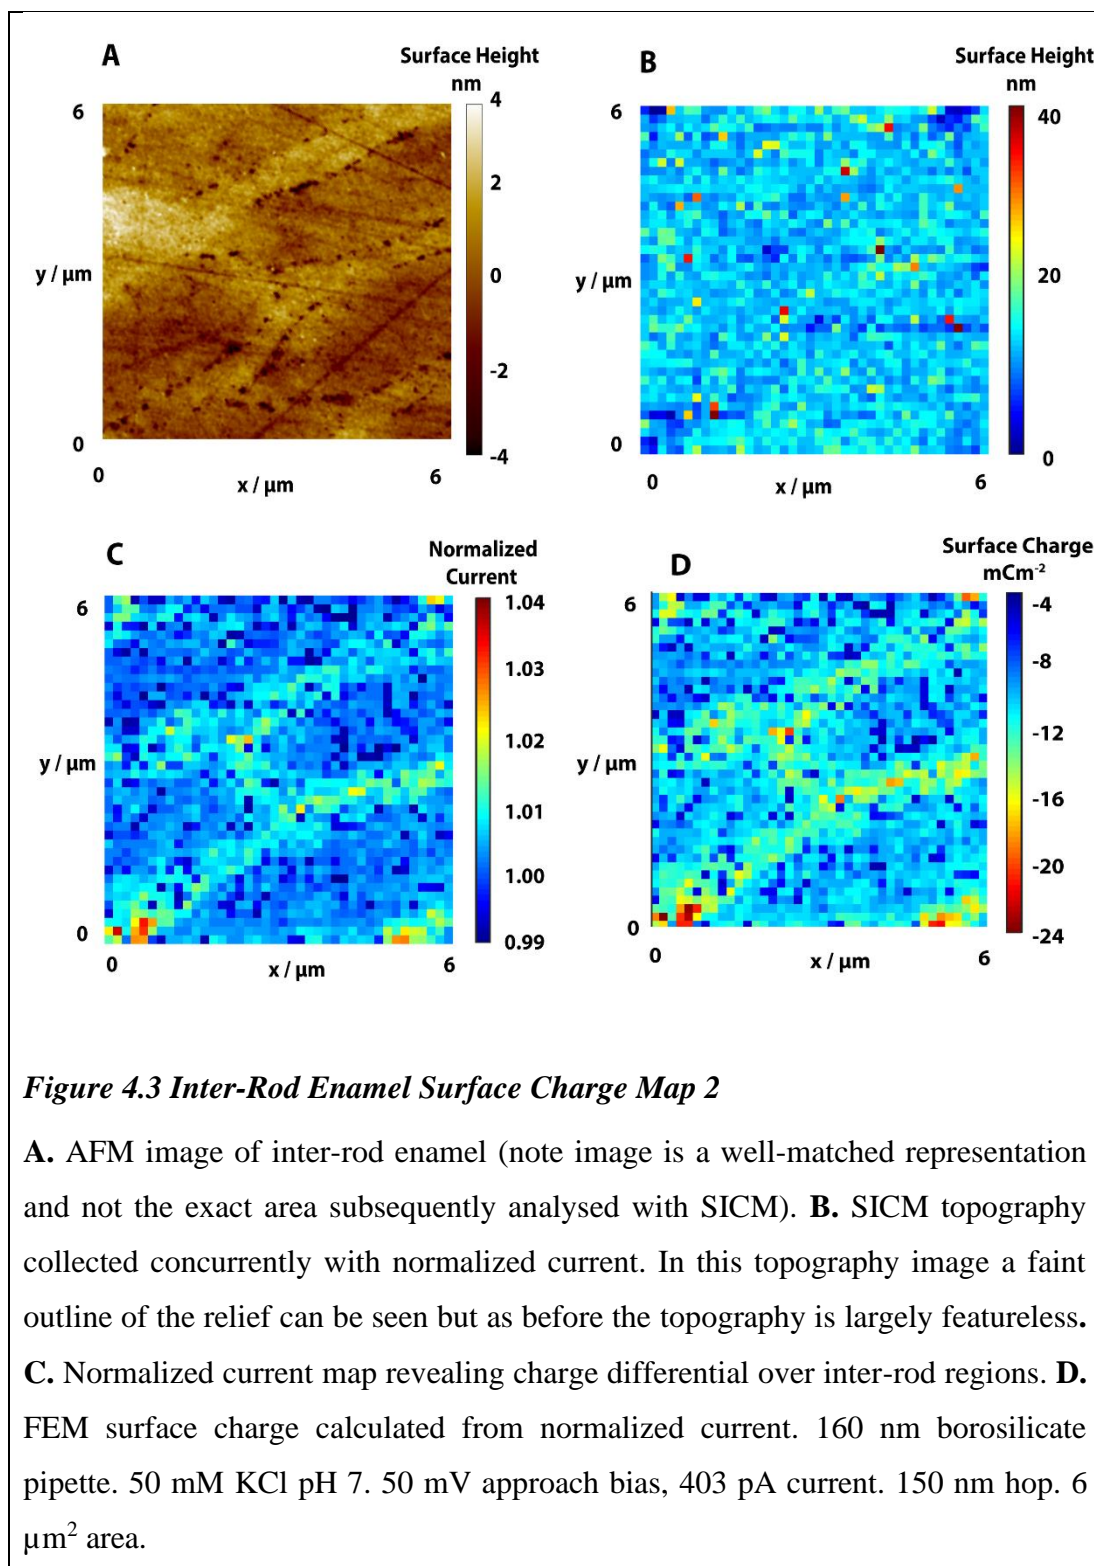 A
Surface Height
nm
4
2
0
-2
-4
6
y / µm
0
0
6
x / µm
B
Surface Height
nm
40
20
0
6
y / µm
0
0
6
x / µm
C
Normalized
Current
1.04
1.03
1.02
1.01
1.00
0.99
6
y / µm
0
0
6
x / µm
D
Surface Charge
mCm⁻²
-4
-8
-12
-16
-20
-24
6
y / µm
0
0
6
x / µm
Figure 4.3 Inter-Rod Enamel Surface Charge Map 2
A. AFM image of inter-rod enamel (note image is a well-matched representation
and not the exact area subsequently analysed with SICM). B. SICM topography
collected concurrently with normalized current. In this topography image a faint
outline of the relief can be seen but as before the topography is largely featureless.
C. Normalized current map revealing charge differential over inter-rod regions. D.
FEM surface charge calculated from normalized current. 160 nm borosilicate
pipette. 50 mM KCl pH 7. 50 mV approach bias, 403 pA current. 150 nm hop. 6
µm² area.